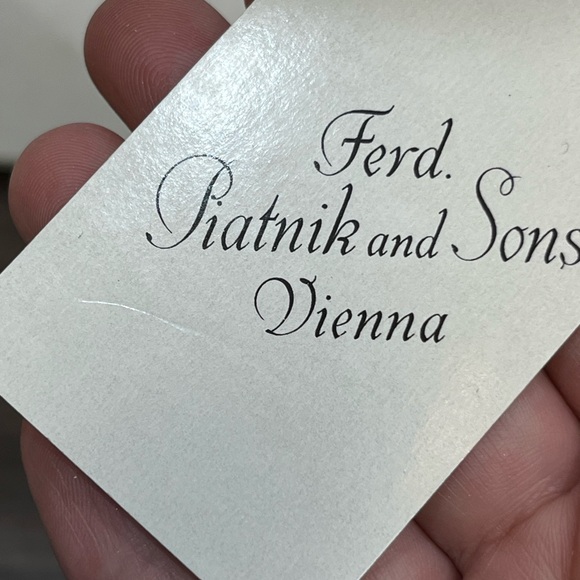 Ferd.
Piatnik and Sons
Vienna